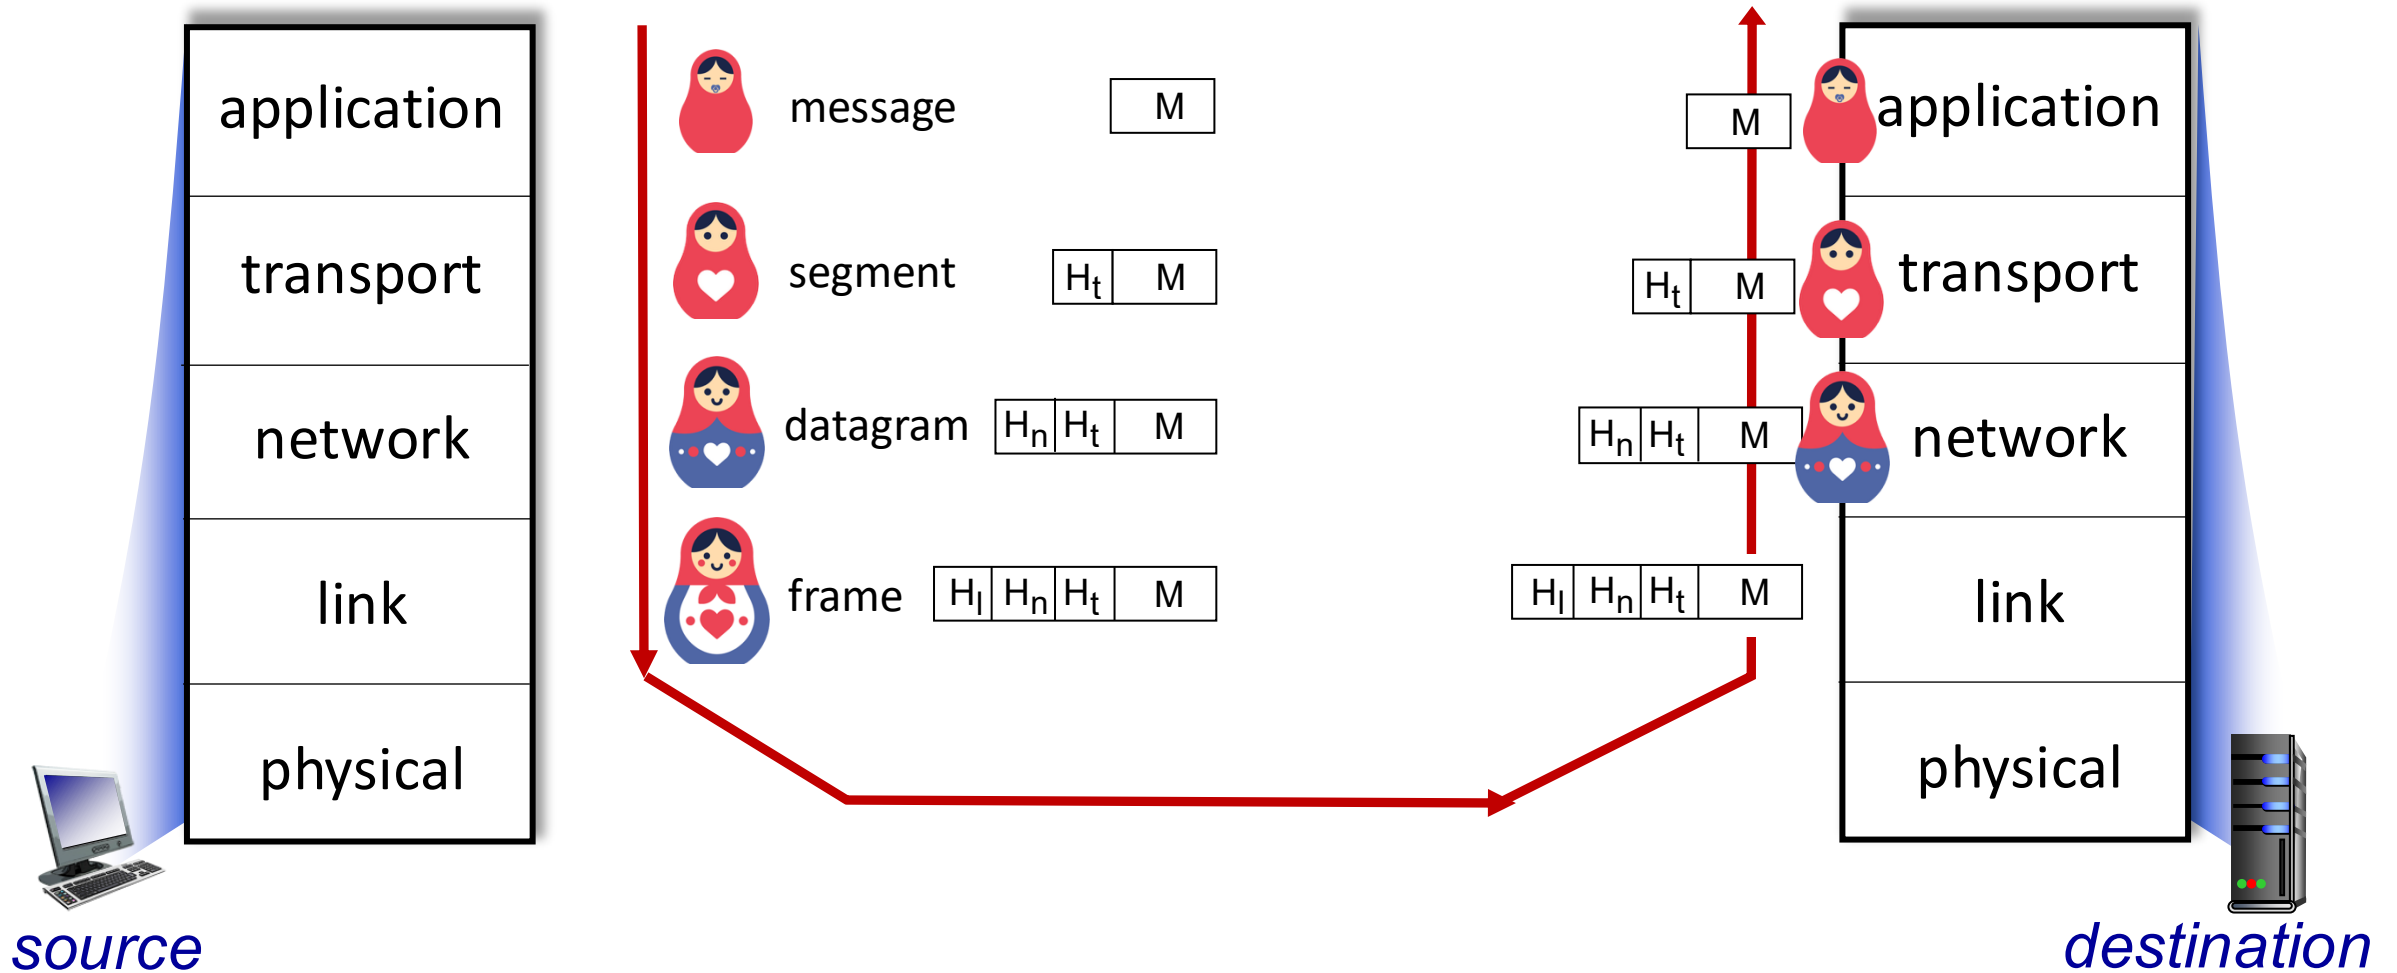 application
transport
network
link
physical
source
message M
segment Ht M
datagram Hn Ht M
frame Hl Hn Ht M
M
Ht M
Hn Ht M
Hl Hn Ht M
application
transport
network
link
physical
destination